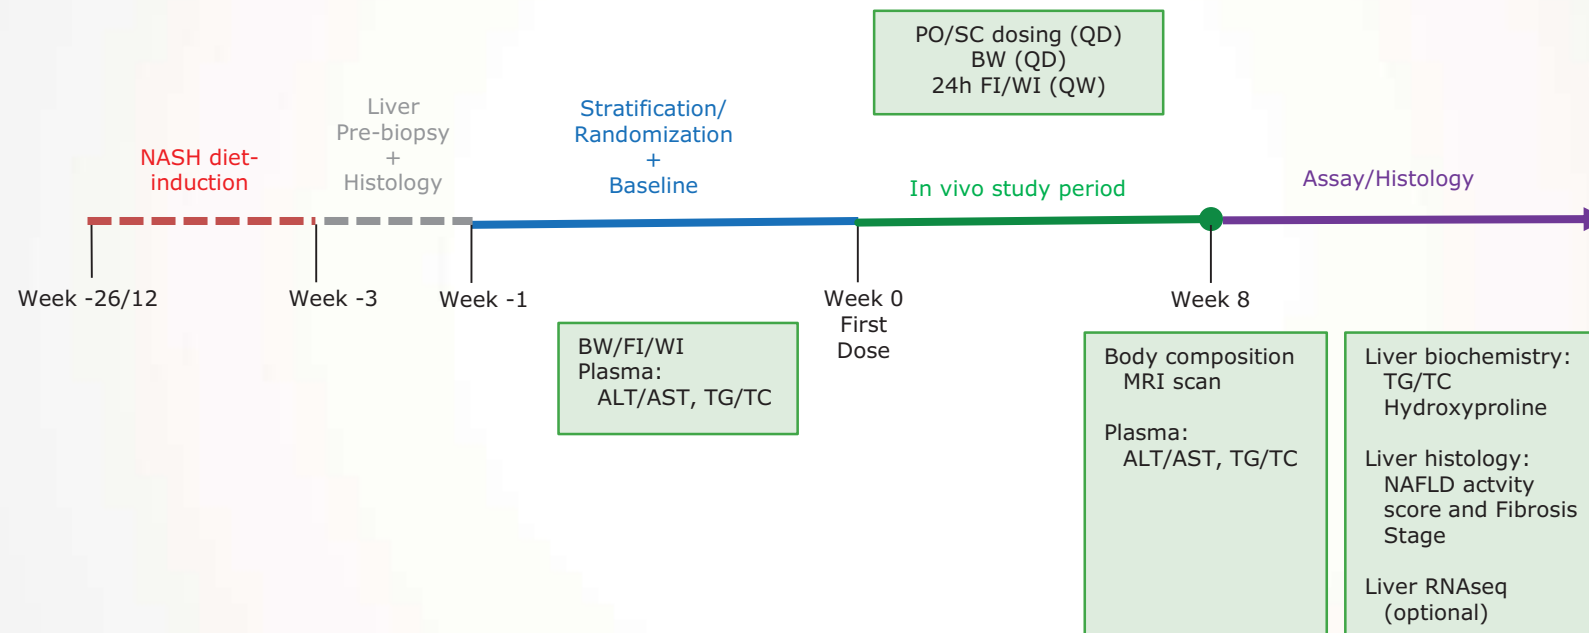 PO/SC dosing (QD)
BW (QD)
24h FI/WI (QW)
NASH diet-
induction
Liver
Pre-biopsy
+
Histology
Stratification/
Randomization
+
Baseline
In vivo study period
Assay/Histology
Week -26/12
Week -3
Week -1
Week 0
First
Dose
Week 8
BW/FI/WI
Plasma:
ALT/AST, TG/TC
Body composition
MRI scan
Plasma:
ALT/AST, TG/TC
Liver biochemistry:
TG/TC
Hydroxyproline
Liver histology:
NAFLD actvity
score and Fibrosis
Stage
Liver RNAseq
(optional)